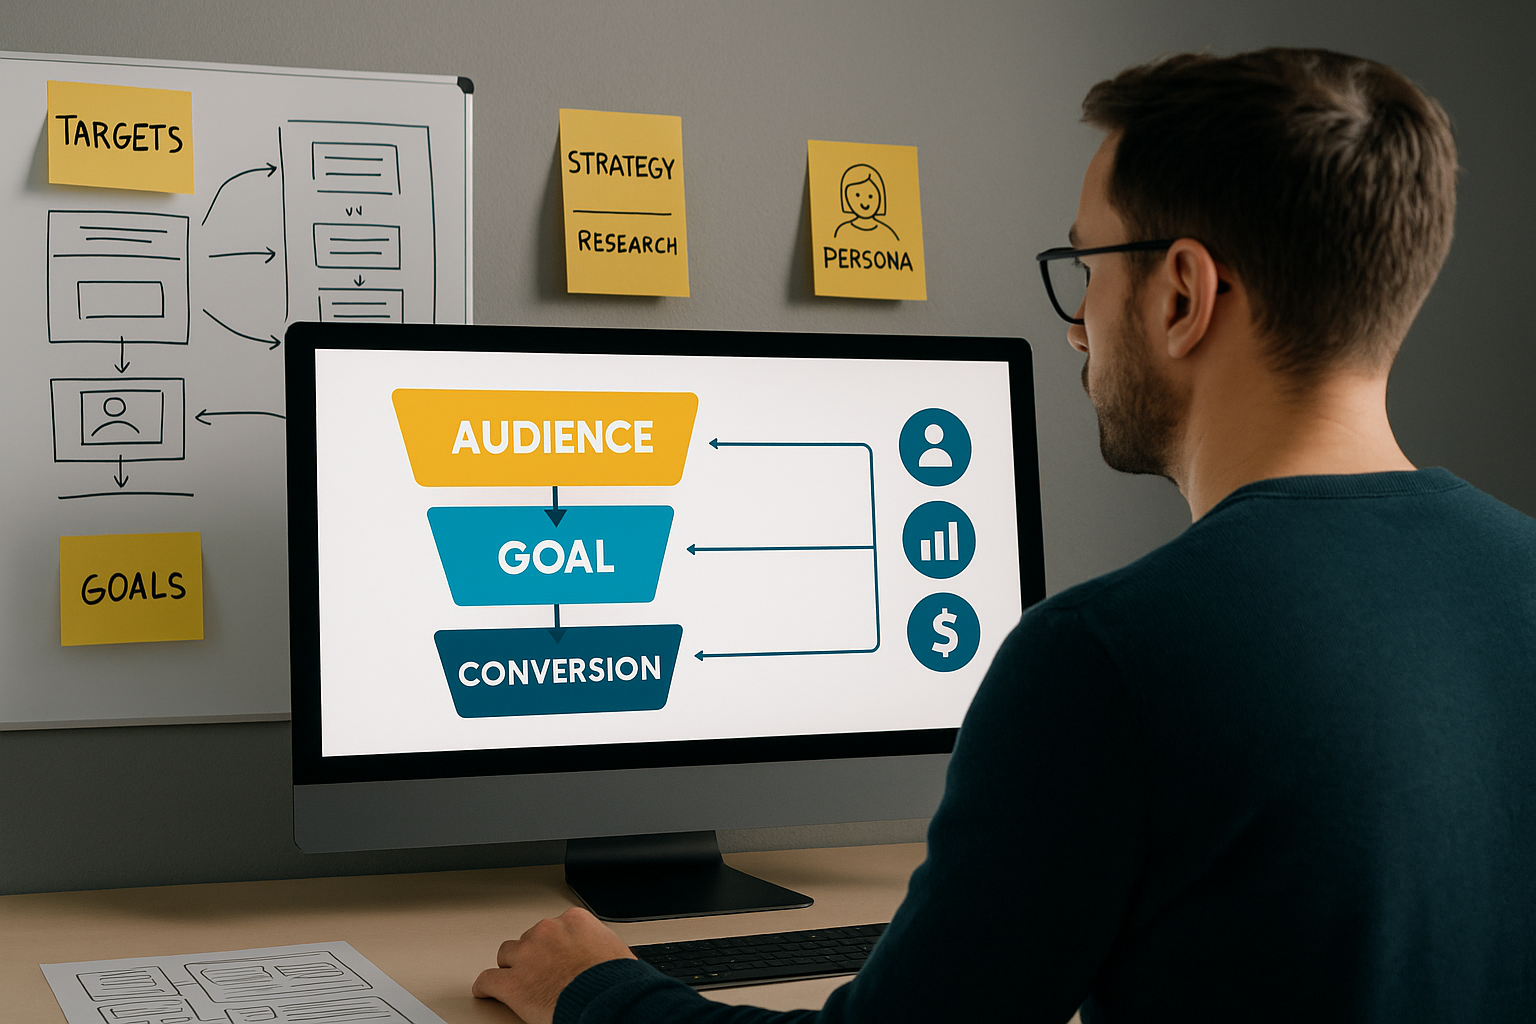 TARGETS
STRATEGY
RESEARCH
PERSONA
GOALS
AUDIENCE
GOAL
CONVERSION
$